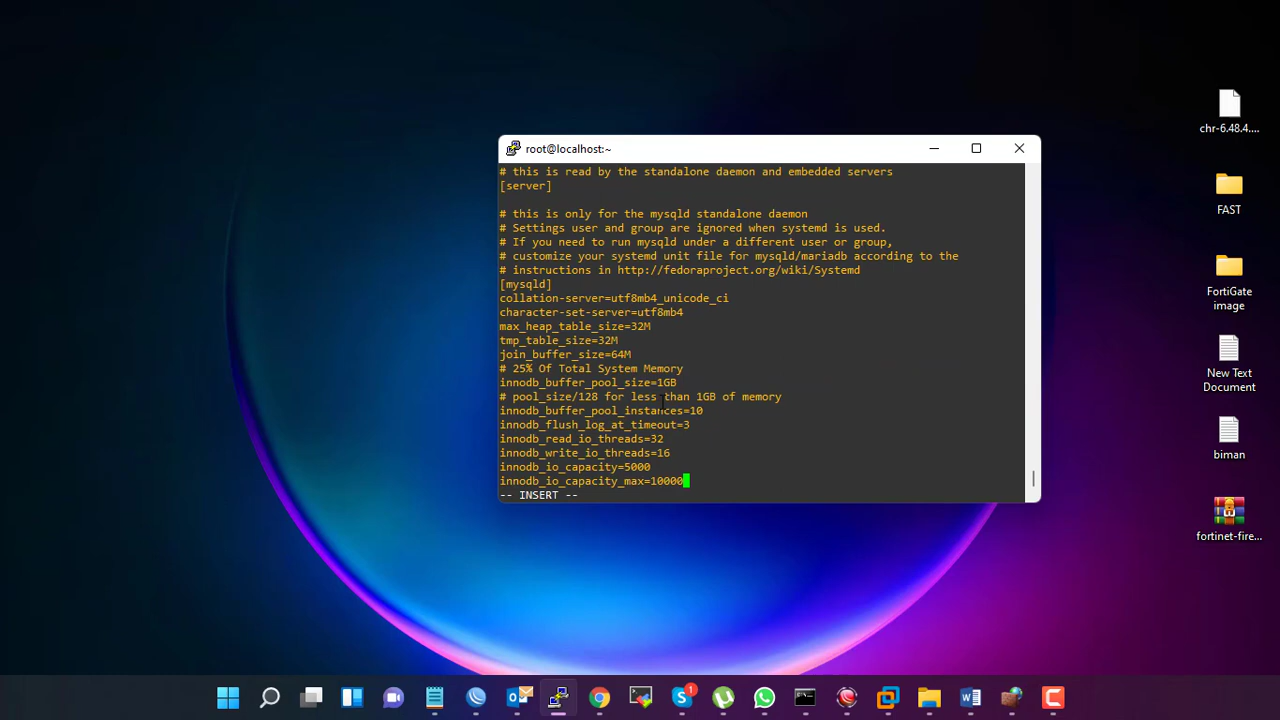 root@localhost:~
# this is read by the standalone daemon and embedded servers
[server]
# this is only for the mysqld standalone daemon
# Settings user and group are ignored when systemd is used.
# If you need to run mysqld under a different user or group,
# customize your systemd unit file for mysqld/mariadb according to the
# instructions in http://fedoraproject.org/wiki/Systemd
[mysqld]
collation-server=utf8mb4_unicode_ci
character-set-server=utf8mb4
max_heap_table_size=32M
tmp_table_size=32M
join_buffer_size=64M
# 25% Of Total System Memory
innodb_buffer_pool_size=1GB
# pool_size/128 for less than 1GB of memory
innodb_buffer_pool_instances=10
innodb_flush_log_at_timeout=3
innodb_read_io_threads=32
innodb_write_io_threads=16
innodb_io_capacity=5000
innodb_io_capacity_max=10000
-- INSERT --
chr-6.48.4....
FAST
FortiGate
image
New Text
Document
biman
fortinet-fire...
1